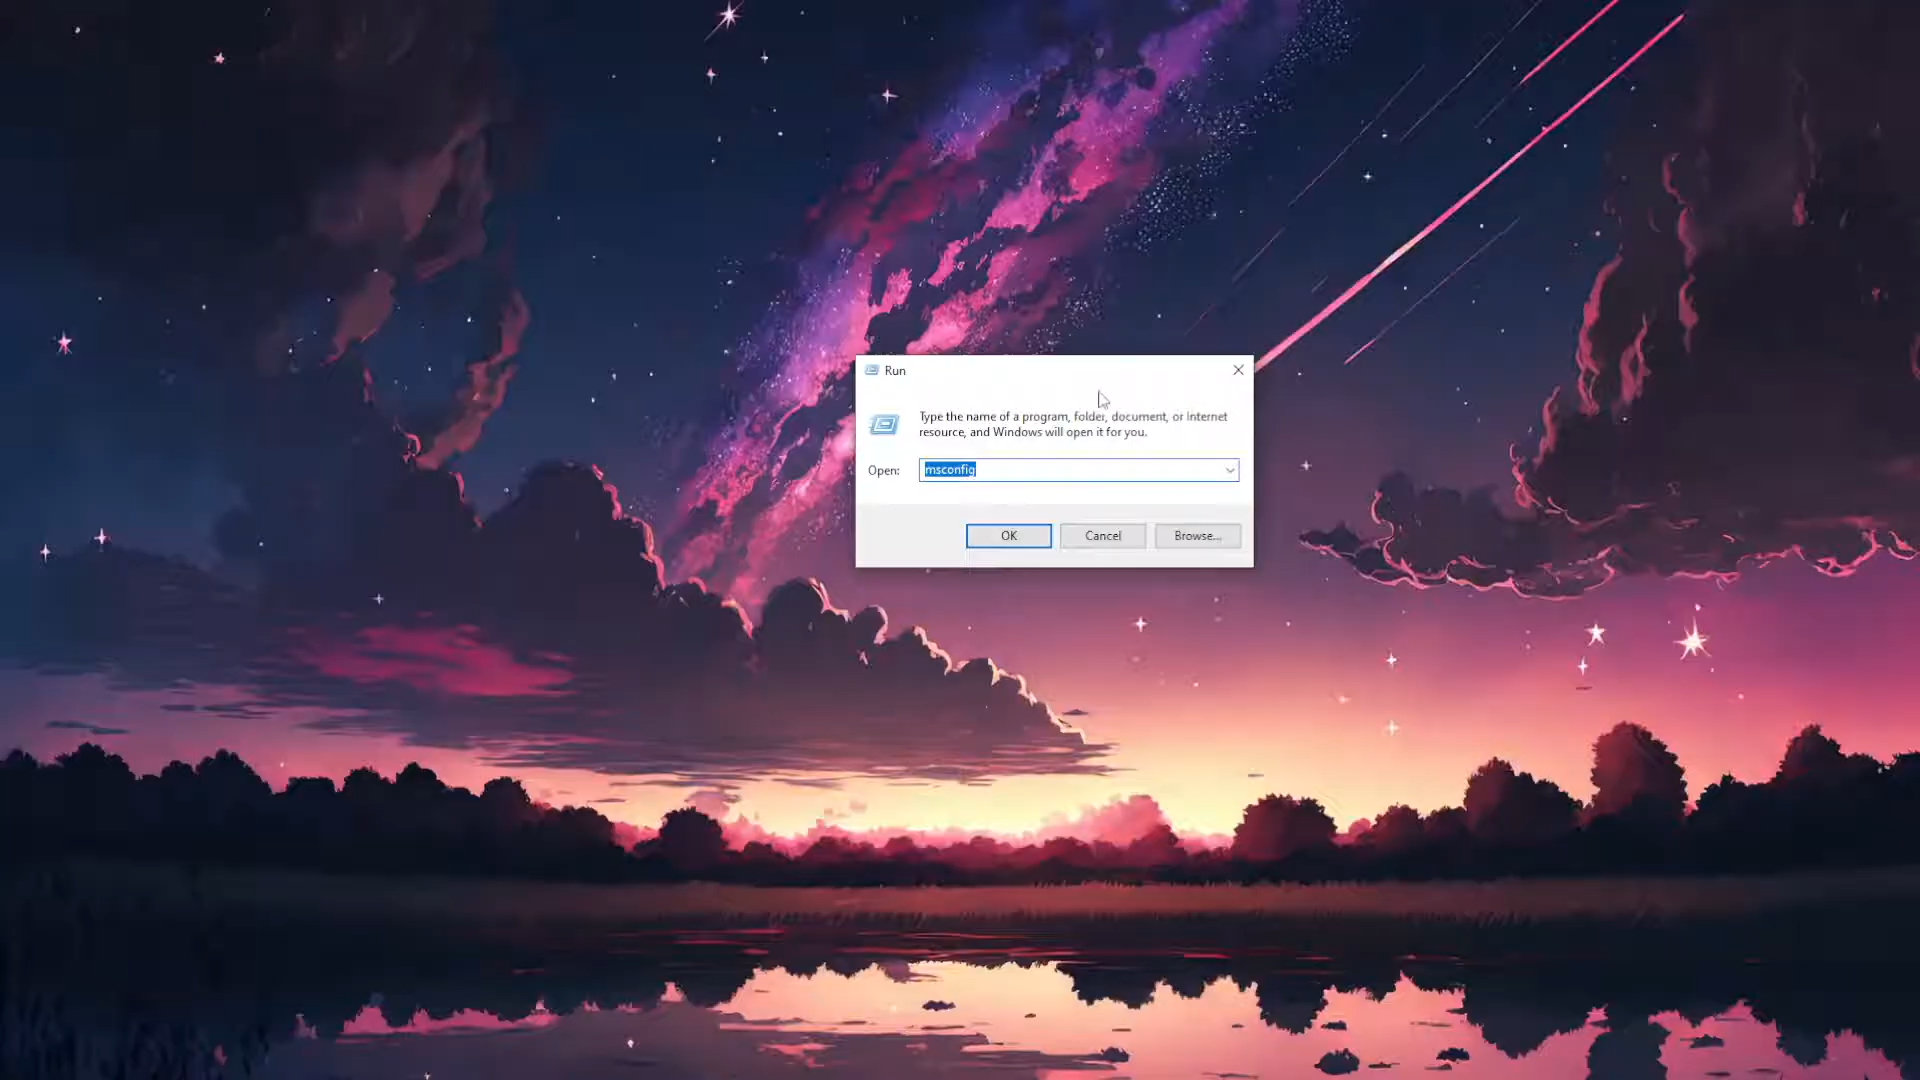 Run
Type the name of a program, folder, document, or Internet
resource, and Windows will open it for you.
Open:
msconfig
OK
Cancel
Browse...